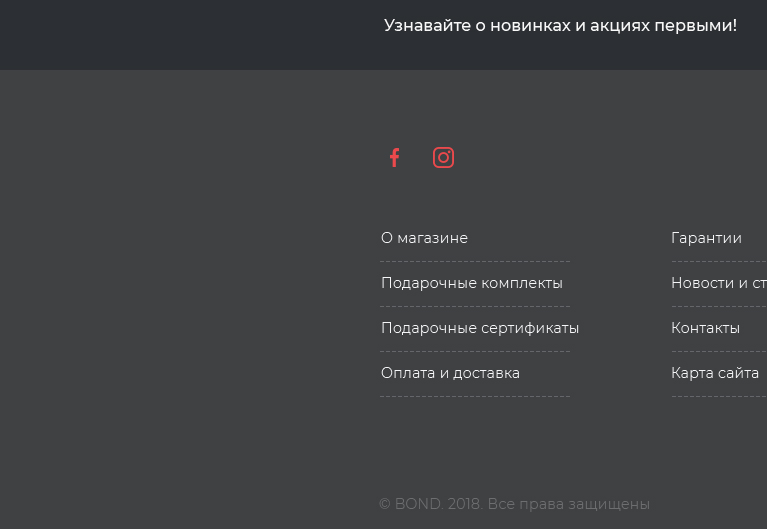 Узнавайте о новинках и акциях первыми!
О магазине
Подарочные комплекты
Подарочные сертификаты
Оплата и доставка
Гарантии
Новости и ст
Контакты
Карта сайта
© BOND. 2018. Все права защищены